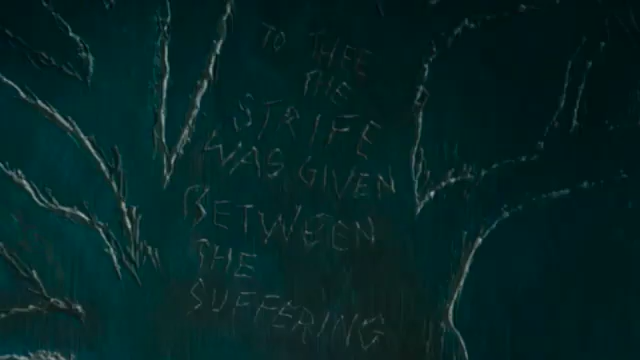 TO THEE
THE
STRIFE
WAS GIVEN
BETWEEN
THE
SUFFERING